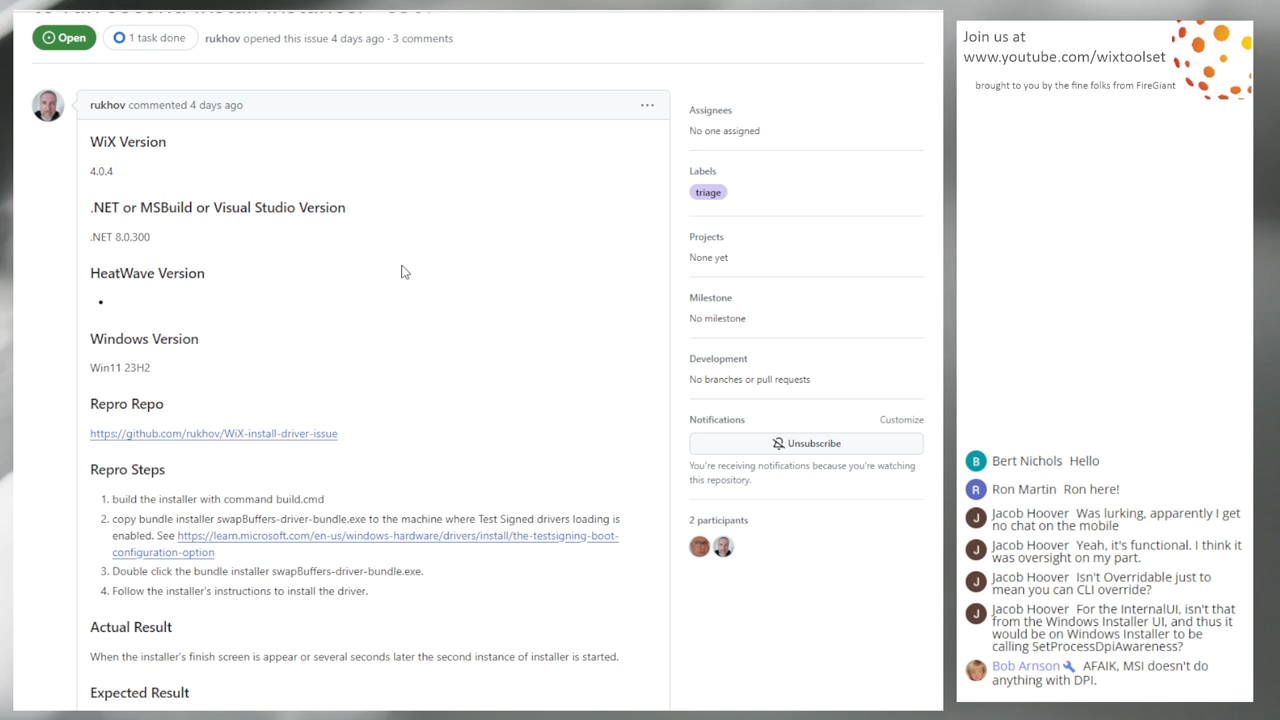 Open
1 task done
rukhov opened this issue 4 days ago · 3 comments
rukhov commented 4 days ago
WiX Version
4.0.4
.NET or MSBuild or Visual Studio Version
.NET 8.0.300
HeatWave Version
•
Windows Version
Win11 23H2
Repro Repo
https://github.com/rukhov/WiX-install-driver-issue
Repro Steps
1. build the installer with command build.cmd
2. copy bundle installer swapBuffers-driver-bundle.exe to the machine where Test Signed drivers loading is
enabled. See https://learn.microsoft.com/en-us/windows-hardware/drivers/install/the-testsigning-boot-
configuration-option
3. Double click the bundle installer swapBuffers-driver-bundle.exe.
4. Follow the installer's instructions to install the driver.
Actual Result
When the installer's finish screen is appear or several seconds later the second instance of installer is started.
Expected Result
Assignees
No one assigned
Labels
triage
Projects
None yet
Milestone
No milestone
Development
No branches or pull requests
Notifications
Customize
Unsubscribe
You're receiving notifications because you're watching
this repository.
2 participants
Join us at
www.youtube.com/wixtoolset
brought to you by the fine folks from FireGiant
B Bert Nichols Hello
R Ron Martin Ron here!
J Jacob Hoover Was lurking, apparently I get
no chat on the mobile
J Jacob Hoover Yeah, it's functional. I think it
was oversight on my part.
J Jacob Hoover Isn't Overridable just to
mean you can CLI override?
J Jacob Hoover For the InternalUI, isn't that
from the Windows Installer UI, and thus it
would be on Windows Installer to be
calling SetProcessDpiAwareness?
Bob Arnson AFAIK, MSI doesn't do
anything with DPI.